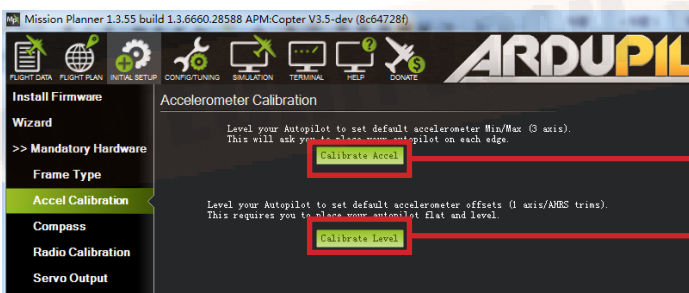 Mission Planner 1.3.55 build 1.3.6660.28588 APM:Copter V3.5-dev (8c64728f)
FLIGHT DATA FLIGHT PLAN INITIAL SETUP CONFIG/TUNING SIMULATION TERMINAL HELP DONATE
ARDUPIL
Install Firmware
Wizard
>> Mandatory Hardware
Frame Type
Accel Calibration
Compass
Radio Calibration
Servo Output
Accelerometer Calibration
Level your Autopilot to set default accelerometer Min/Max (3 axis).
This will ask you to place your autopilot on each edge.
Calibrate Accel
Level your Autopilot to set default accelerometer offsets (1 axis/AHRS trims).
This requires you to place your autopilot flat and level.
Calibrate Level